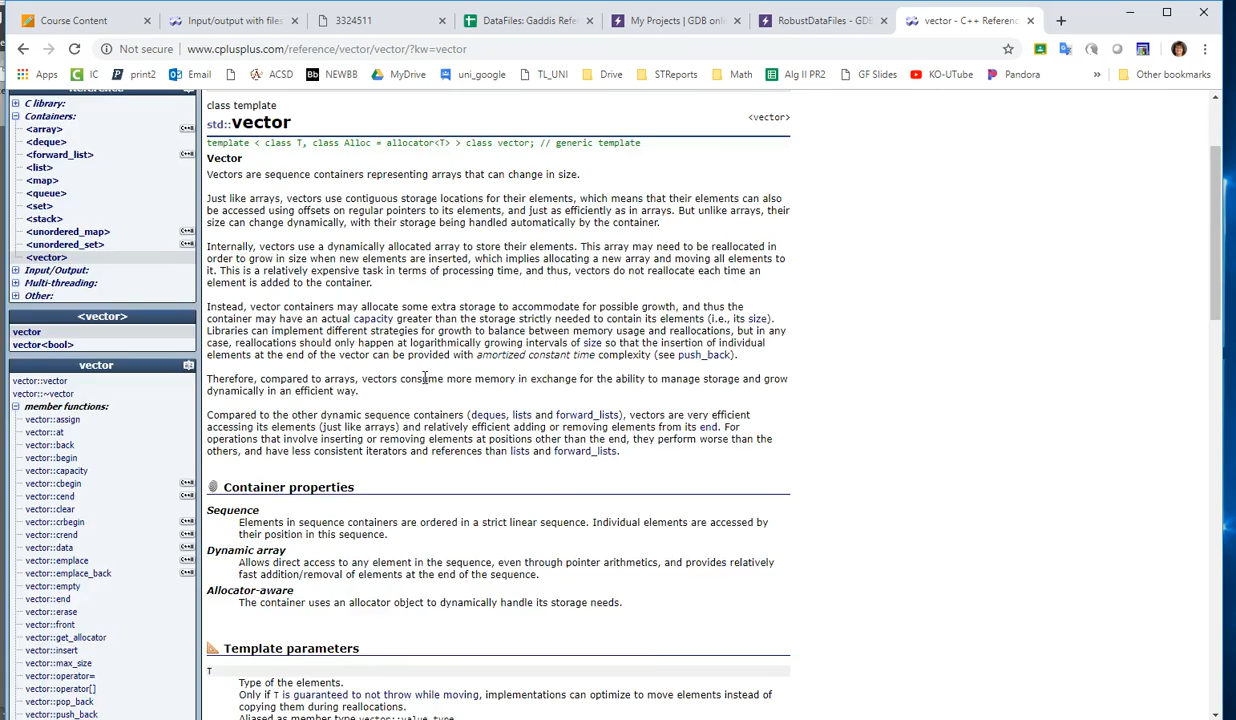 Course Content
Input/output with files
3324511
DataFiles: Gaddis Refe
My Projects | GDB onli
RobustDataFiles - GDB
vector - C++ Reference
Not secure | www.cplusplus.com/reference/vector/vector/?kw=vector
Apps
IC
print2
Email
ACSD
NEWBB
MyDrive
uni_google
TL_UNI
Drive
STReports
Math
Alg II PR2
GF Slides
KO-UTube
Pandora
»
Other bookmarks
C library:
Containers:
<array>
<deque>
<forward_list>
<list>
<map>
<queue>
<set>
<stack>
<unordered_map>
<unordered_set>
<vector>
Input/Output:
Multi-threading:
Other:
<vector>
vector
vector<bool>
vector
vector::vector
vector::~vector
member functions:
vector::assign
vector::at
vector::back
vector::begin
vector::capacity
vector::cbegin
vector::cend
vector::clear
vector::crbegin
vector::crend
vector::data
vector::emplace
vector::emplace_back
vector::empty
vector::end
vector::erase
vector::front
vector::get_allocator
vector::insert
vector::max_size
vector::operator=
vector::operator[]
vector::pop_back
vector::push_back
class template
std::vector
<vector>
template < class T, class Alloc = allocator<T> > class vector; // generic template
Vector
Vectors are sequence containers representing arrays that can change in size.
Just like arrays, vectors use contiguous storage locations for their elements, which means that their elements can also
be accessed using offsets on regular pointers to its elements, and just as efficiently as in arrays. But unlike arrays, their
size can change dynamically, with their storage being handled automatically by the container.
Internally, vectors use a dynamically allocated array to store their elements. This array may need to be reallocated in
order to grow in size when new elements are inserted, which implies allocating a new array and moving all elements to
it. This is a relatively expensive task in terms of processing time, and thus, vectors do not reallocate each time an
element is added to the container.
Instead, vector containers may allocate some extra storage to accommodate for possible growth, and thus the
container may have an actual capacity greater than the storage strictly needed to contain its elements (i.e., its size).
Libraries can implement different strategies for growth to balance between memory usage and reallocations, but in any
case, reallocations should only happen at logarithmically growing intervals of size so that the insertion of individual
elements at the end of the vector can be provided with amortized constant time complexity (see push_back).
Therefore, compared to arrays, vectors consume more memory in exchange for the ability to manage storage and grow
dynamically in an efficient way.
Compared to the other dynamic sequence containers (deques, lists and forward_lists), vectors are very efficient
accessing its elements (just like arrays) and relatively efficient adding or removing elements from its end. For
operations that involve inserting or removing elements at positions other than the end, they perform worse than the
others, and have less consistent iterators and references than lists and forward_lists.
Container properties
Sequence
Elements in sequence containers are ordered in a strict linear sequence. Individual elements are accessed by
their position in this sequence.
Dynamic array
Allows direct access to any element in the sequence, even through pointer arithmetics, and provides relatively
fast addition/removal of elements at the end of the sequence.
Allocator-aware
The container uses an allocator object to dynamically handle its storage needs.
Template parameters
T
Type of the elements.
Only if T is guaranteed to not throw while moving, implementations can optimize to move elements instead of
copying them during reallocations.
Aliased as member type vector::value_type.